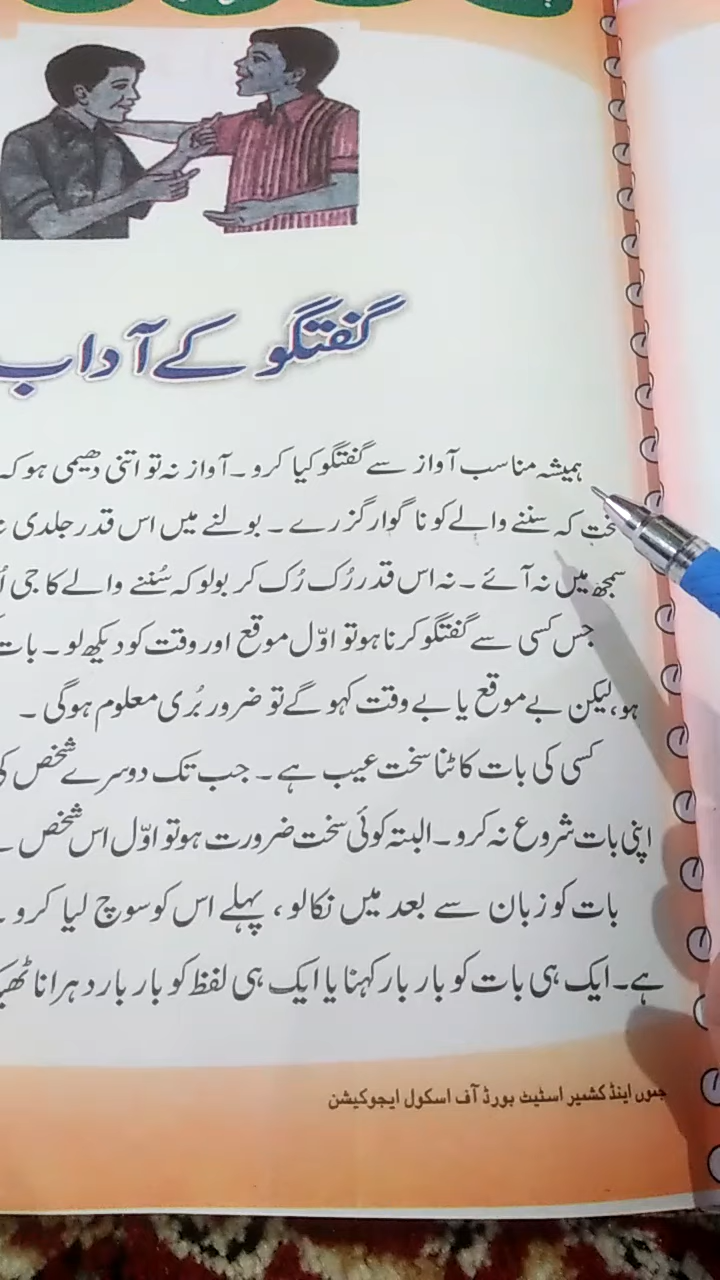 گفتگو کے آداب
ہمیشہ مناسب آواز سے گفتگو کیا کرو۔ آواز نہ تو اتنی دھیمی ہو کہ
کہ سننے والے کو ناگوار گزرے ۔ بولنے میں اس قدر جلدی
سمجھ میں نہ آئے ۔ نہ اس قدر رُک رُک کر بولو کہ سُننے والے کا جی
جس کسی سے گفتگو کرنا ہو تو اوّل موقع اور وقت کو دیکھ لو ۔ بات
ہو، لیکن بے موقع یا بے وقت کہو گے تو ضرور بُری معلوم ہوگی ۔
کسی کی بات کاٹنا سخت عیب ہے ۔ جب تک دوسرے شخص کی
اپنی بات شروع نہ کرو ۔ البتہ کوئی سخت ضرورت ہو تو اوّل اس شخص
بات کو زبان سے بعد میں نکالو ، پہلے اس کو سوچ لیا کرو ۔
ہے ۔ ایک ہی بات کو بار بار کہنا یا ایک ہی لفظ کو بار بار دہرانا
جموں اینڈ کشمیر اسٹیٹ بورڈ آف اسکول ایجوکیشن